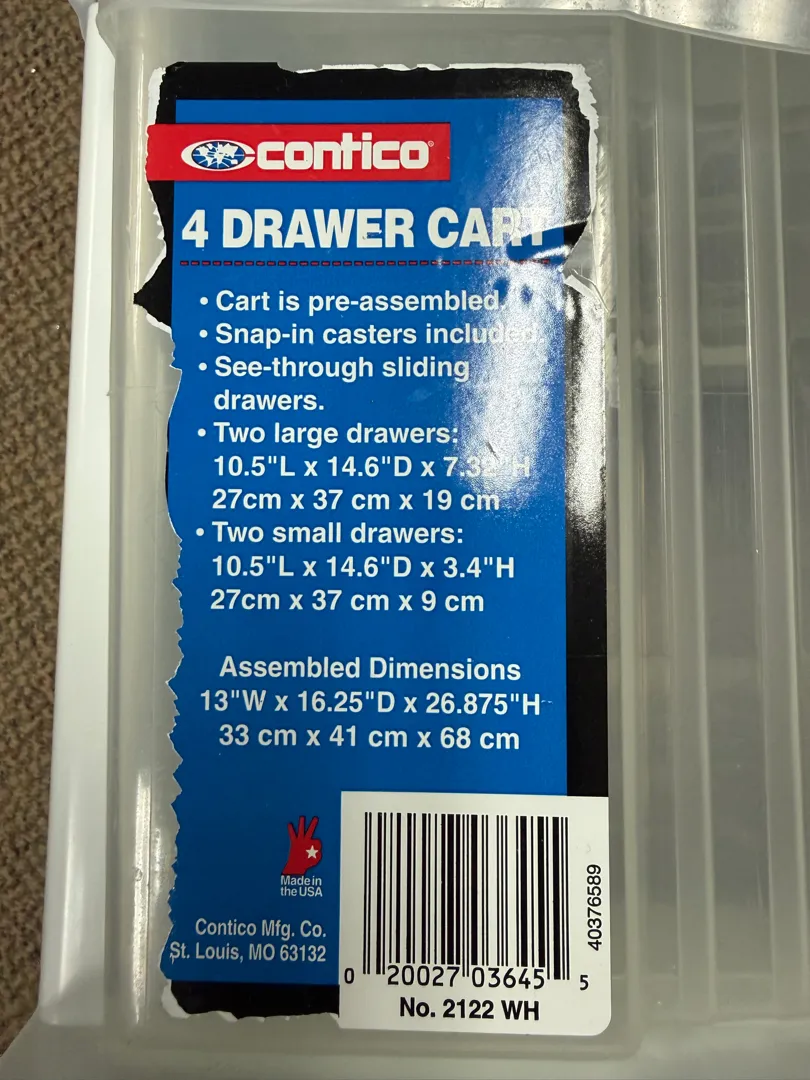 contico®
4 DRAWER CART
• Cart is pre-assembled.
• Snap-in casters included.
• See-through sliding
drawers.
• Two large drawers:
10.5"L x 14.6"D x 7.32"H
27cm x 37 cm x 19 cm
• Two small drawers:
10.5"L x 14.6"D x 3.4"H
27cm x 37 cm x 9 cm
Assembled Dimensions
13"W x 16.25"D x 26.875"H
33 cm x 41 cm x 68 cm
Made in
the USA
Contico Mfg. Co.
St. Louis, MO 63132
40376589
0 20027 03645 5
No. 2122 WH